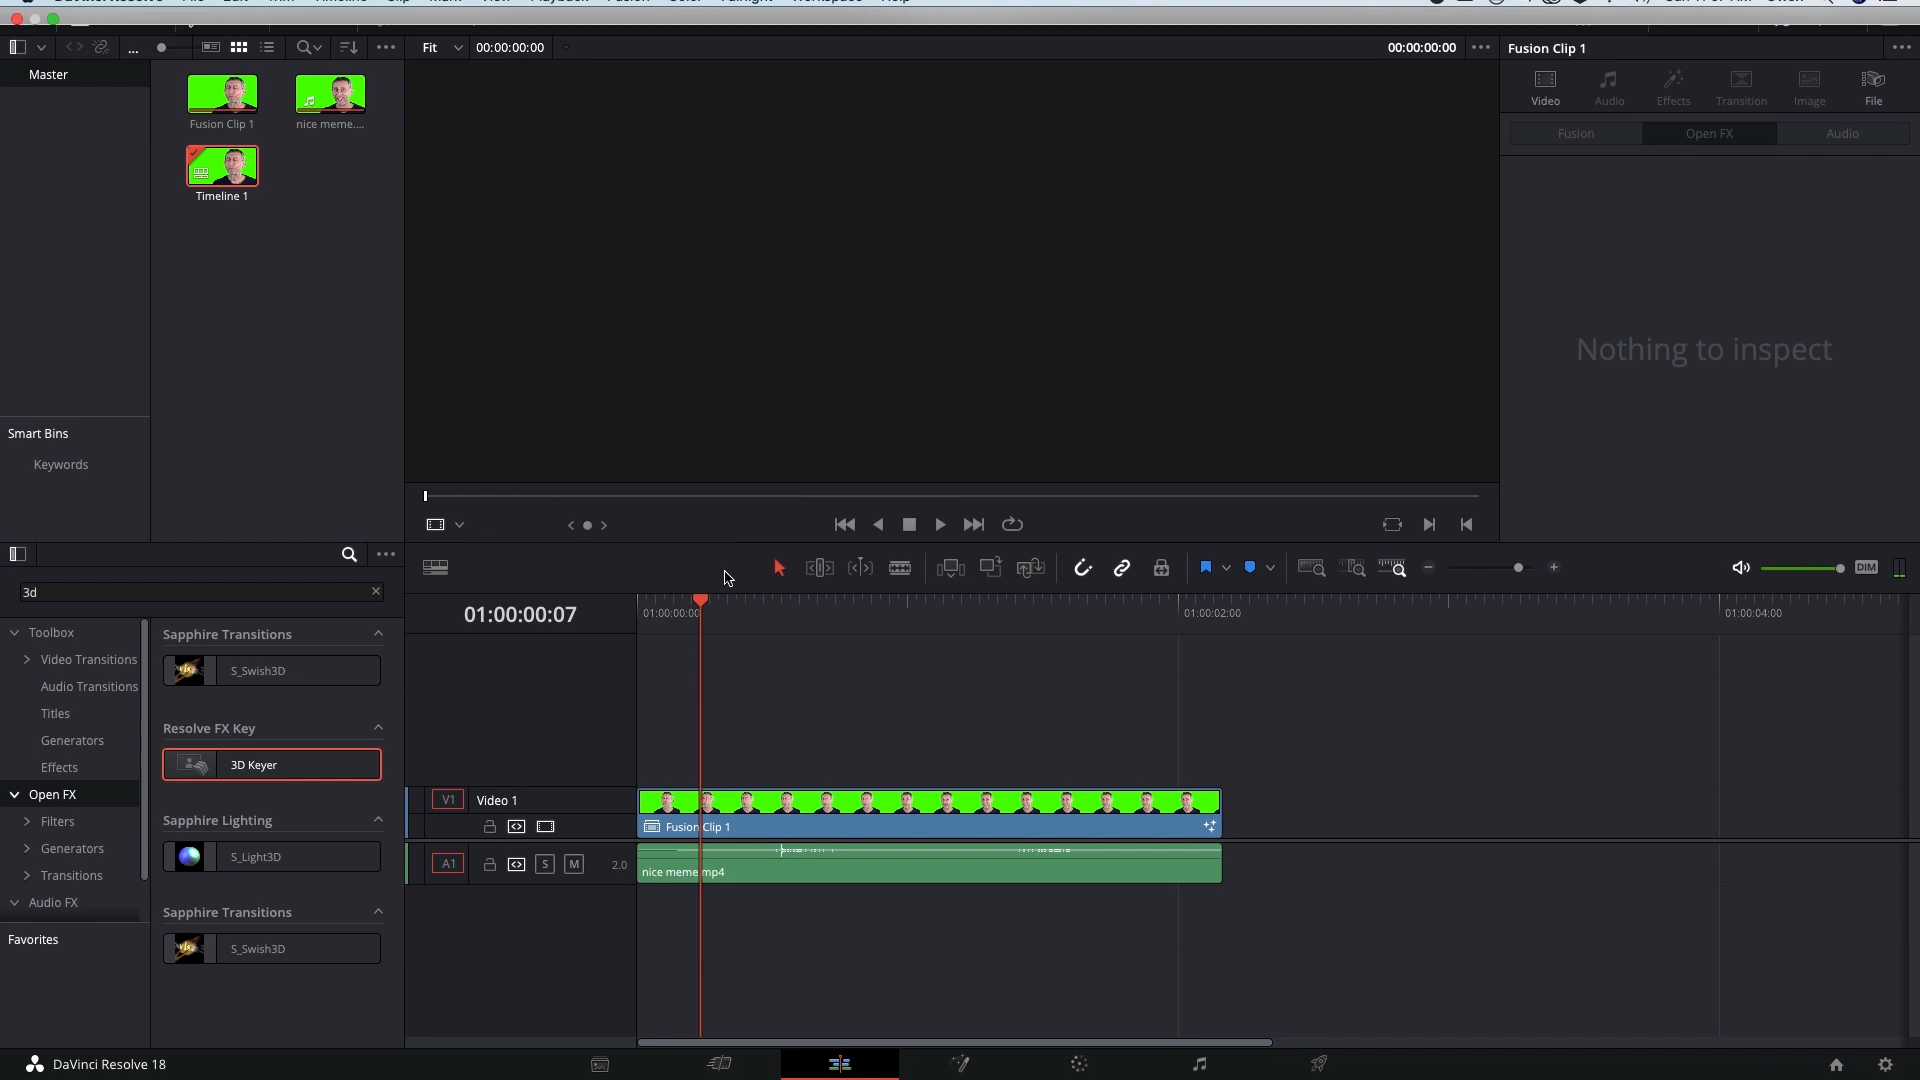 ...
Fit
00:00:00:00
00:00:00:00
Fusion Clip 1
Master
Fusion Clip 1
nice meme....
Timeline 1
Video
Audio
Effects
Transition
Image
File
Fusion
Open FX
Audio
Nothing to inspect
Smart Bins
Keywords
3d
Toolbox
Video Transitions
Audio Transitions
Titles
Generators
Effects
Open FX
Filters
Generators
Transitions
Audio FX
Favorites
Sapphire Transitions
S_Swish3D
Resolve FX Key
3D Keyer
Sapphire Lighting
S_Light3D
Sapphire Transitions
S_Swish3D
DIM
01:00:00:07
01:00:00:00
01:00:02:00
01:00:04:00
V1
Video 1
Fusion Clip 1
A1
S
M
2.0
nice meme.mp4
DaVinci Resolve 18